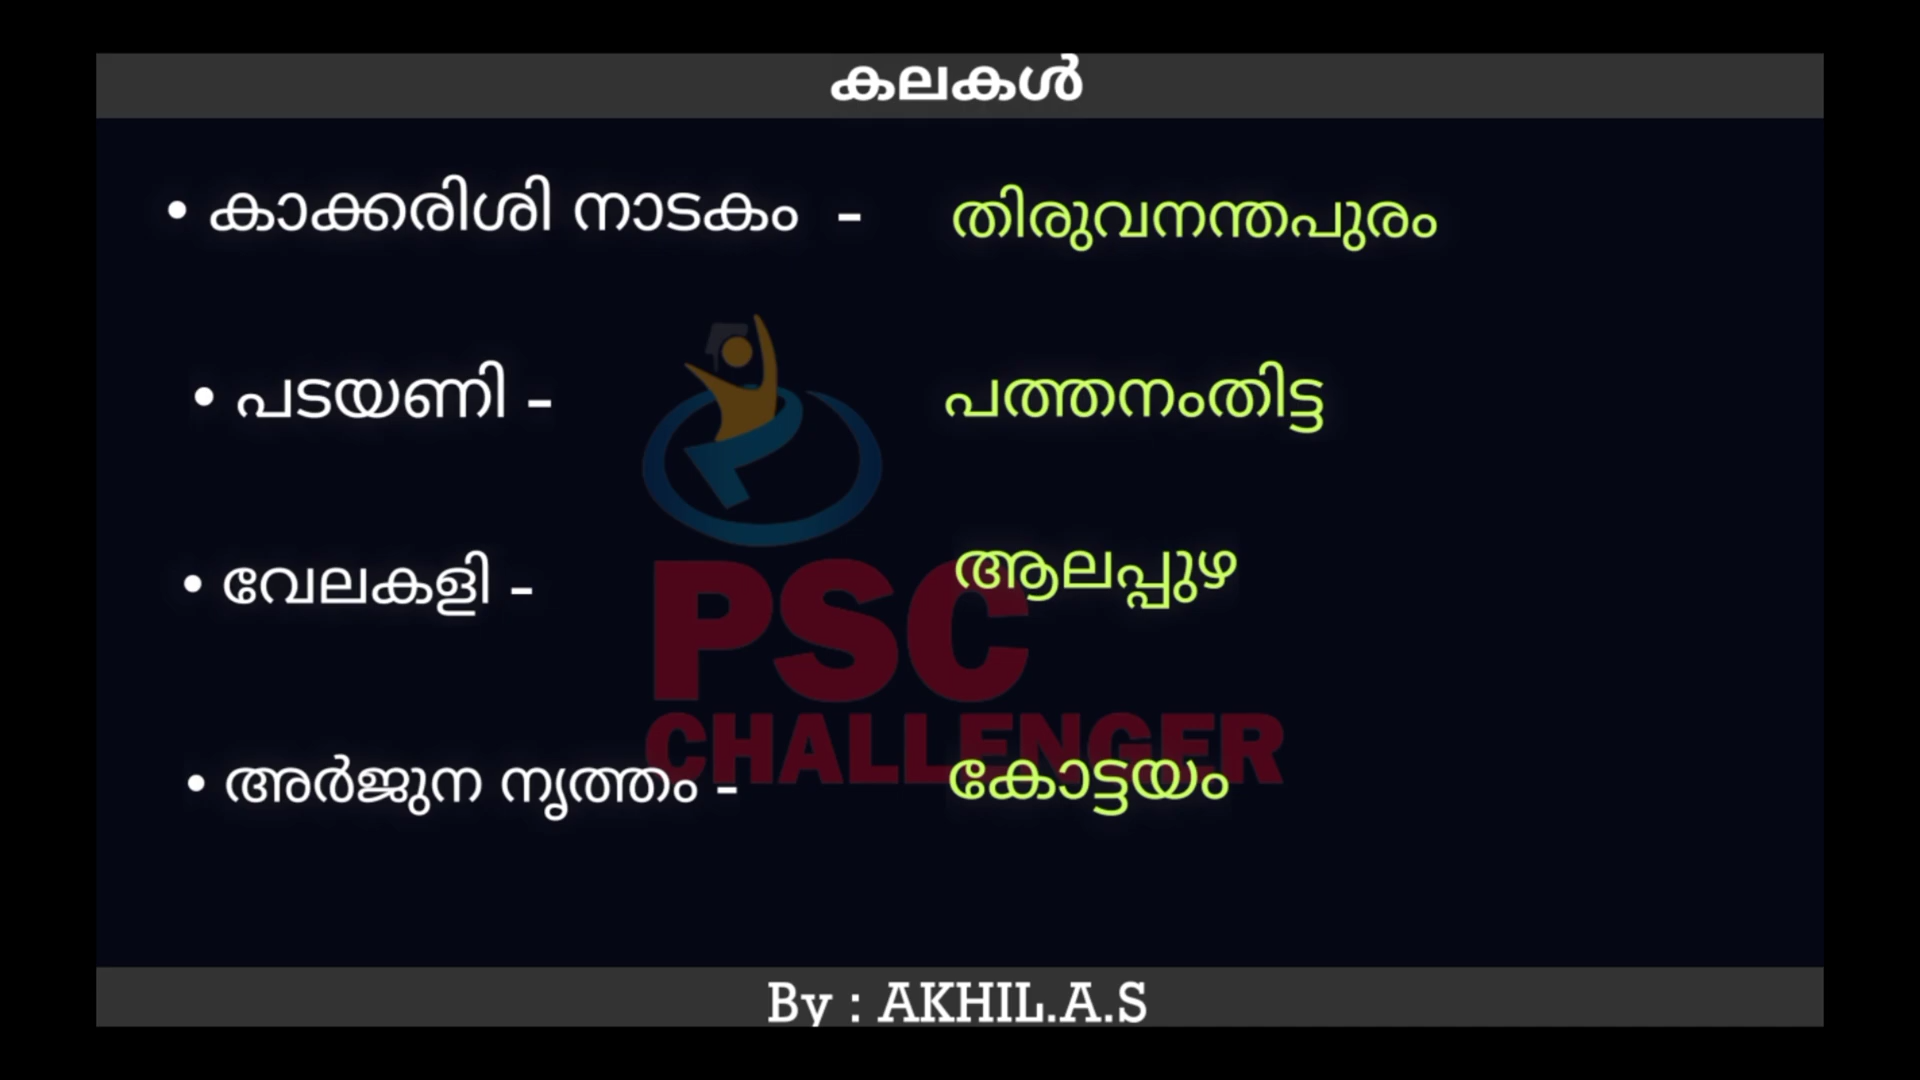 കലകൾ
• കാക്കരിശി നാടകം - തിരുവനന്തപുരം
• പടയണി - പത്തനംതിട്ട
• വേലകളി - ആലപ്പുഴ
PSC
CHALLENGER
• അർജുന നൃത്തം - കോട്ടയം
By : AKHIL.A.S